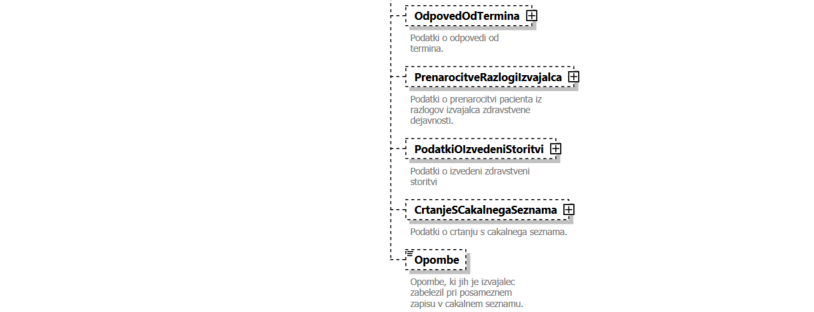 OdpovedOdTermina
Podatki o odpovedi od
termina.
PrenarocitveRazlogiIzvajalca
Podatki o prenarocitvi pacienta iz
razlogov izvajalca zdravstvene
dejavnosti.
PodatkiOIzvedeniStoritvi
Podatki o izvedeni zdravstveni
storitvi
CrtanjeSCakalnegaSeznama
Podatki o crtanju s cakalnega seznama.
Opombe
Opombe, ki jih je izvajalec
zabelezil pri posameznem
zapisu v cakalnem seznamu.